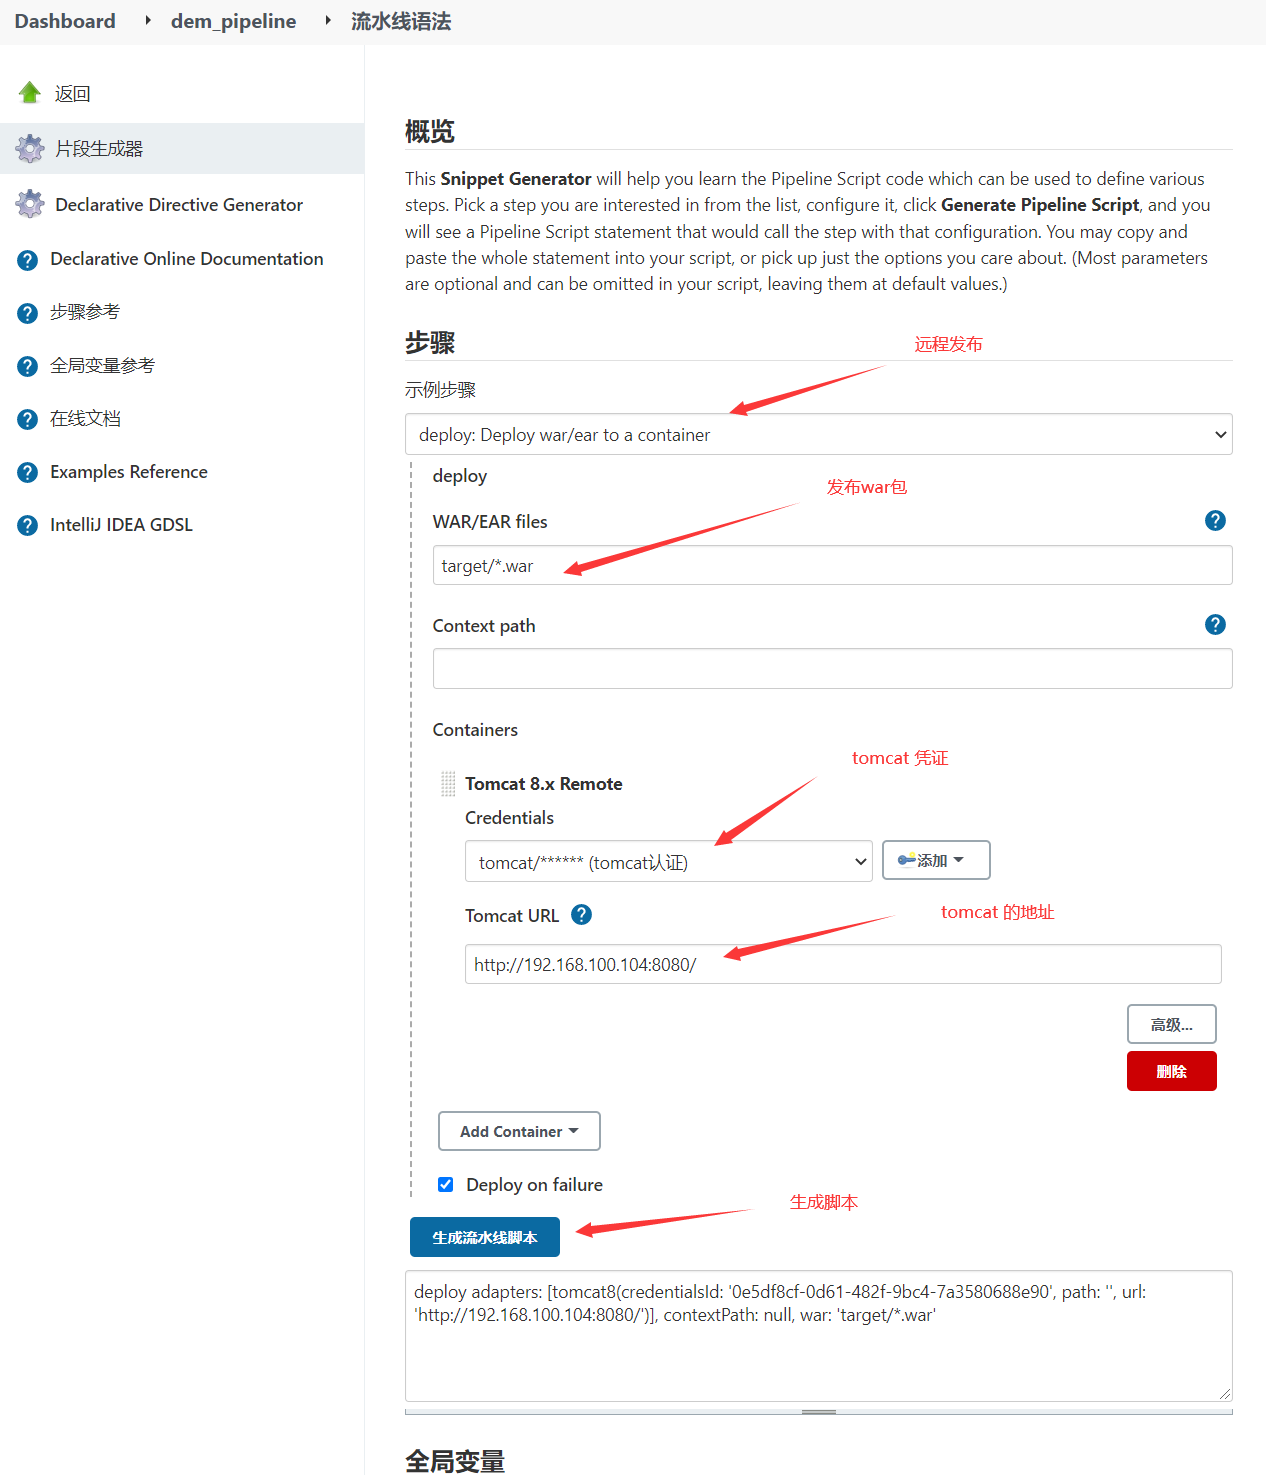 Dashboard
dem_pipeline
流水线语法
返回
片段生成器
Declarative Directive Generator
Declarative Online Documentation
步骤参考
全局变量参考
在线文档
Examples Reference
IntelliJ IDEA GDSL
概览
This Snippet Generator will help you learn the Pipeline Script code which can be used to define various
steps. Pick a step you are interested in from the list, configure it, click Generate Pipeline Script, and you
will see a Pipeline Script statement that would call the step with that configuration. You may copy and
paste the whole statement into your script, or pick up just the options you care about. (Most parameters
are optional and can be omitted in your script, leaving them at default values.)
步骤
远程发布
示例步骤
deploy: Deploy war/ear to a container
deploy
发布war包
WAR/EAR files
target/*.war
Context path
Containers
tomcat 凭证
Tomcat 8.x Remote
Credentials
tomcat/****** (tomcat认证)
添加
Tomcat URL
tomcat 的地址
http://192.168.100.104:8080/
高级...
删除
Add Container
Deploy on failure
生成脚本
生成流水线脚本
deploy adapters: [tomcat8(credentialsId: '0e5df8cf-0d61-482f-9bc4-7a3580688e90', path: '', url:
'http://192.168.100.104:8080/')], contextPath: null, war: 'target/*.war'
全局变量